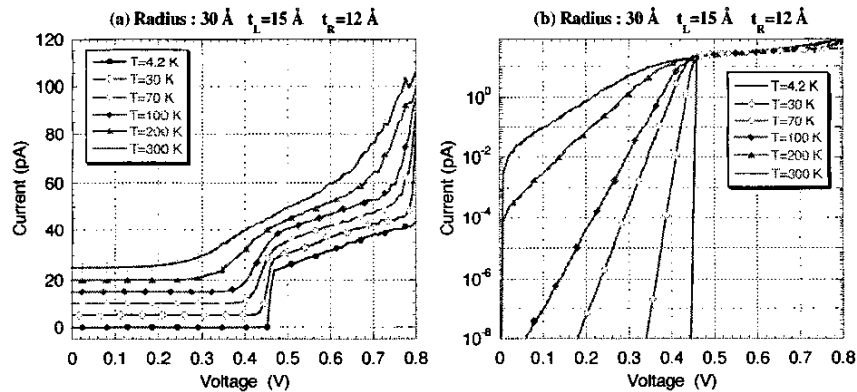 (a) Radius : 30 Å t_L=15 Å t_R=12 Å
120
100
80
60
40
20
0
Current (pA)
T=4.2 K
T=30 K
T=70 K
T=100 K
T=200 K
T=300 K
0 0.1 0.2 0.3 0.4 0.5 0.6 0.7 0.8
Voltage (V)
(b) Radius : 30 Å t_L=15 Å t_R=12 Å
10^0
10^-2
10^-4
10^-6
10^-8
Current (pA)
T=4.2 K
T=30 K
T=70 K
T=100 K
T=200 K
T=300 K
0 0.1 0.2 0.3 0.4 0.5 0.6 0.7 0.8
Voltage (V)